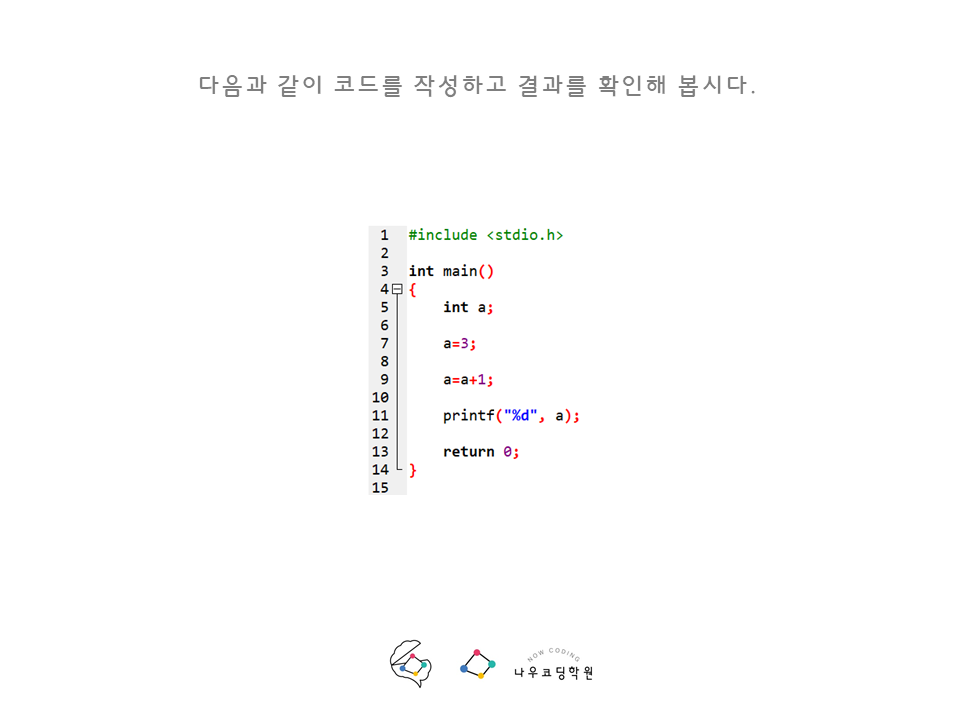 다음과 같이 코드를 작성하고 결과를 확인해 봅시다.
1 #include <stdio.h>
2
3 int main()
4 {
5 int a;
6
7 a=3;
8
9 a=a+1;
10
11 printf("%d", a);
12
13 return 0;
14 }
15
NOW CODING
나우코딩학원